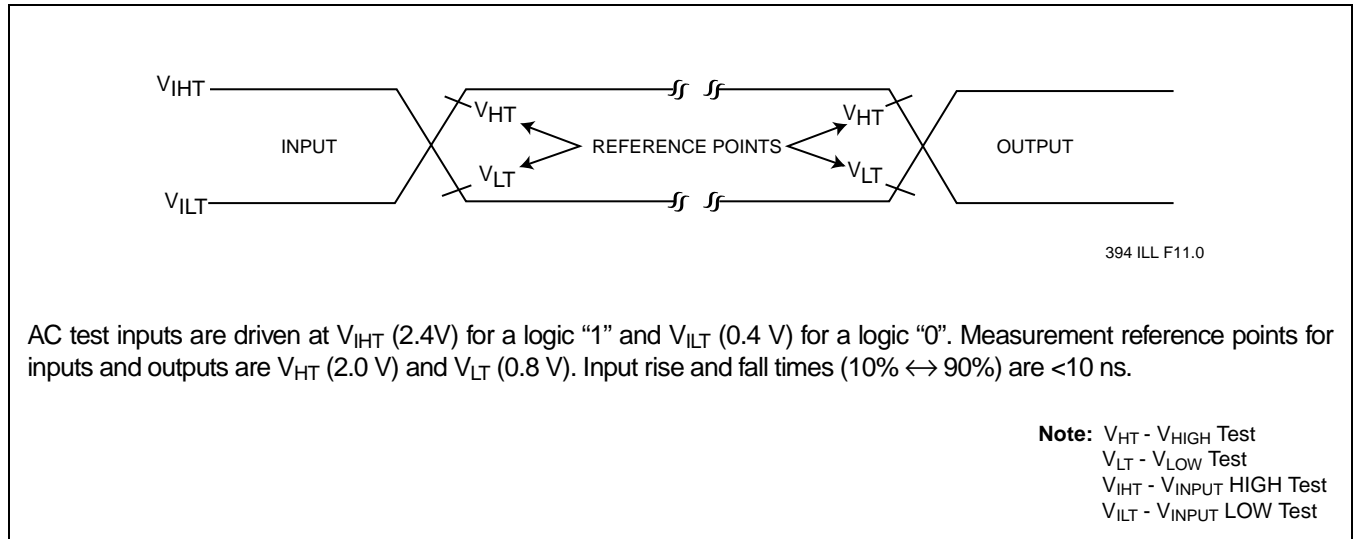 VIHT
VHT
VHT
INPUT
REFERENCE POINTS
OUTPUT
VLT
VLT
VILT
394 ILL F11.0
AC test inputs are driven at VIHT (2.4V) for a logic “1” and VILT (0.4 V) for a logic “0”. Measurement reference points for
inputs and outputs are VHT (2.0 V) and VLT (0.8 V). Input rise and fall times (10% ↔ 90%) are <10 ns.
Note: VHT - VHIGH Test
VLT - VLOW Test
VIHT - VINPUT HIGH Test
VILT - VINPUT LOW Test